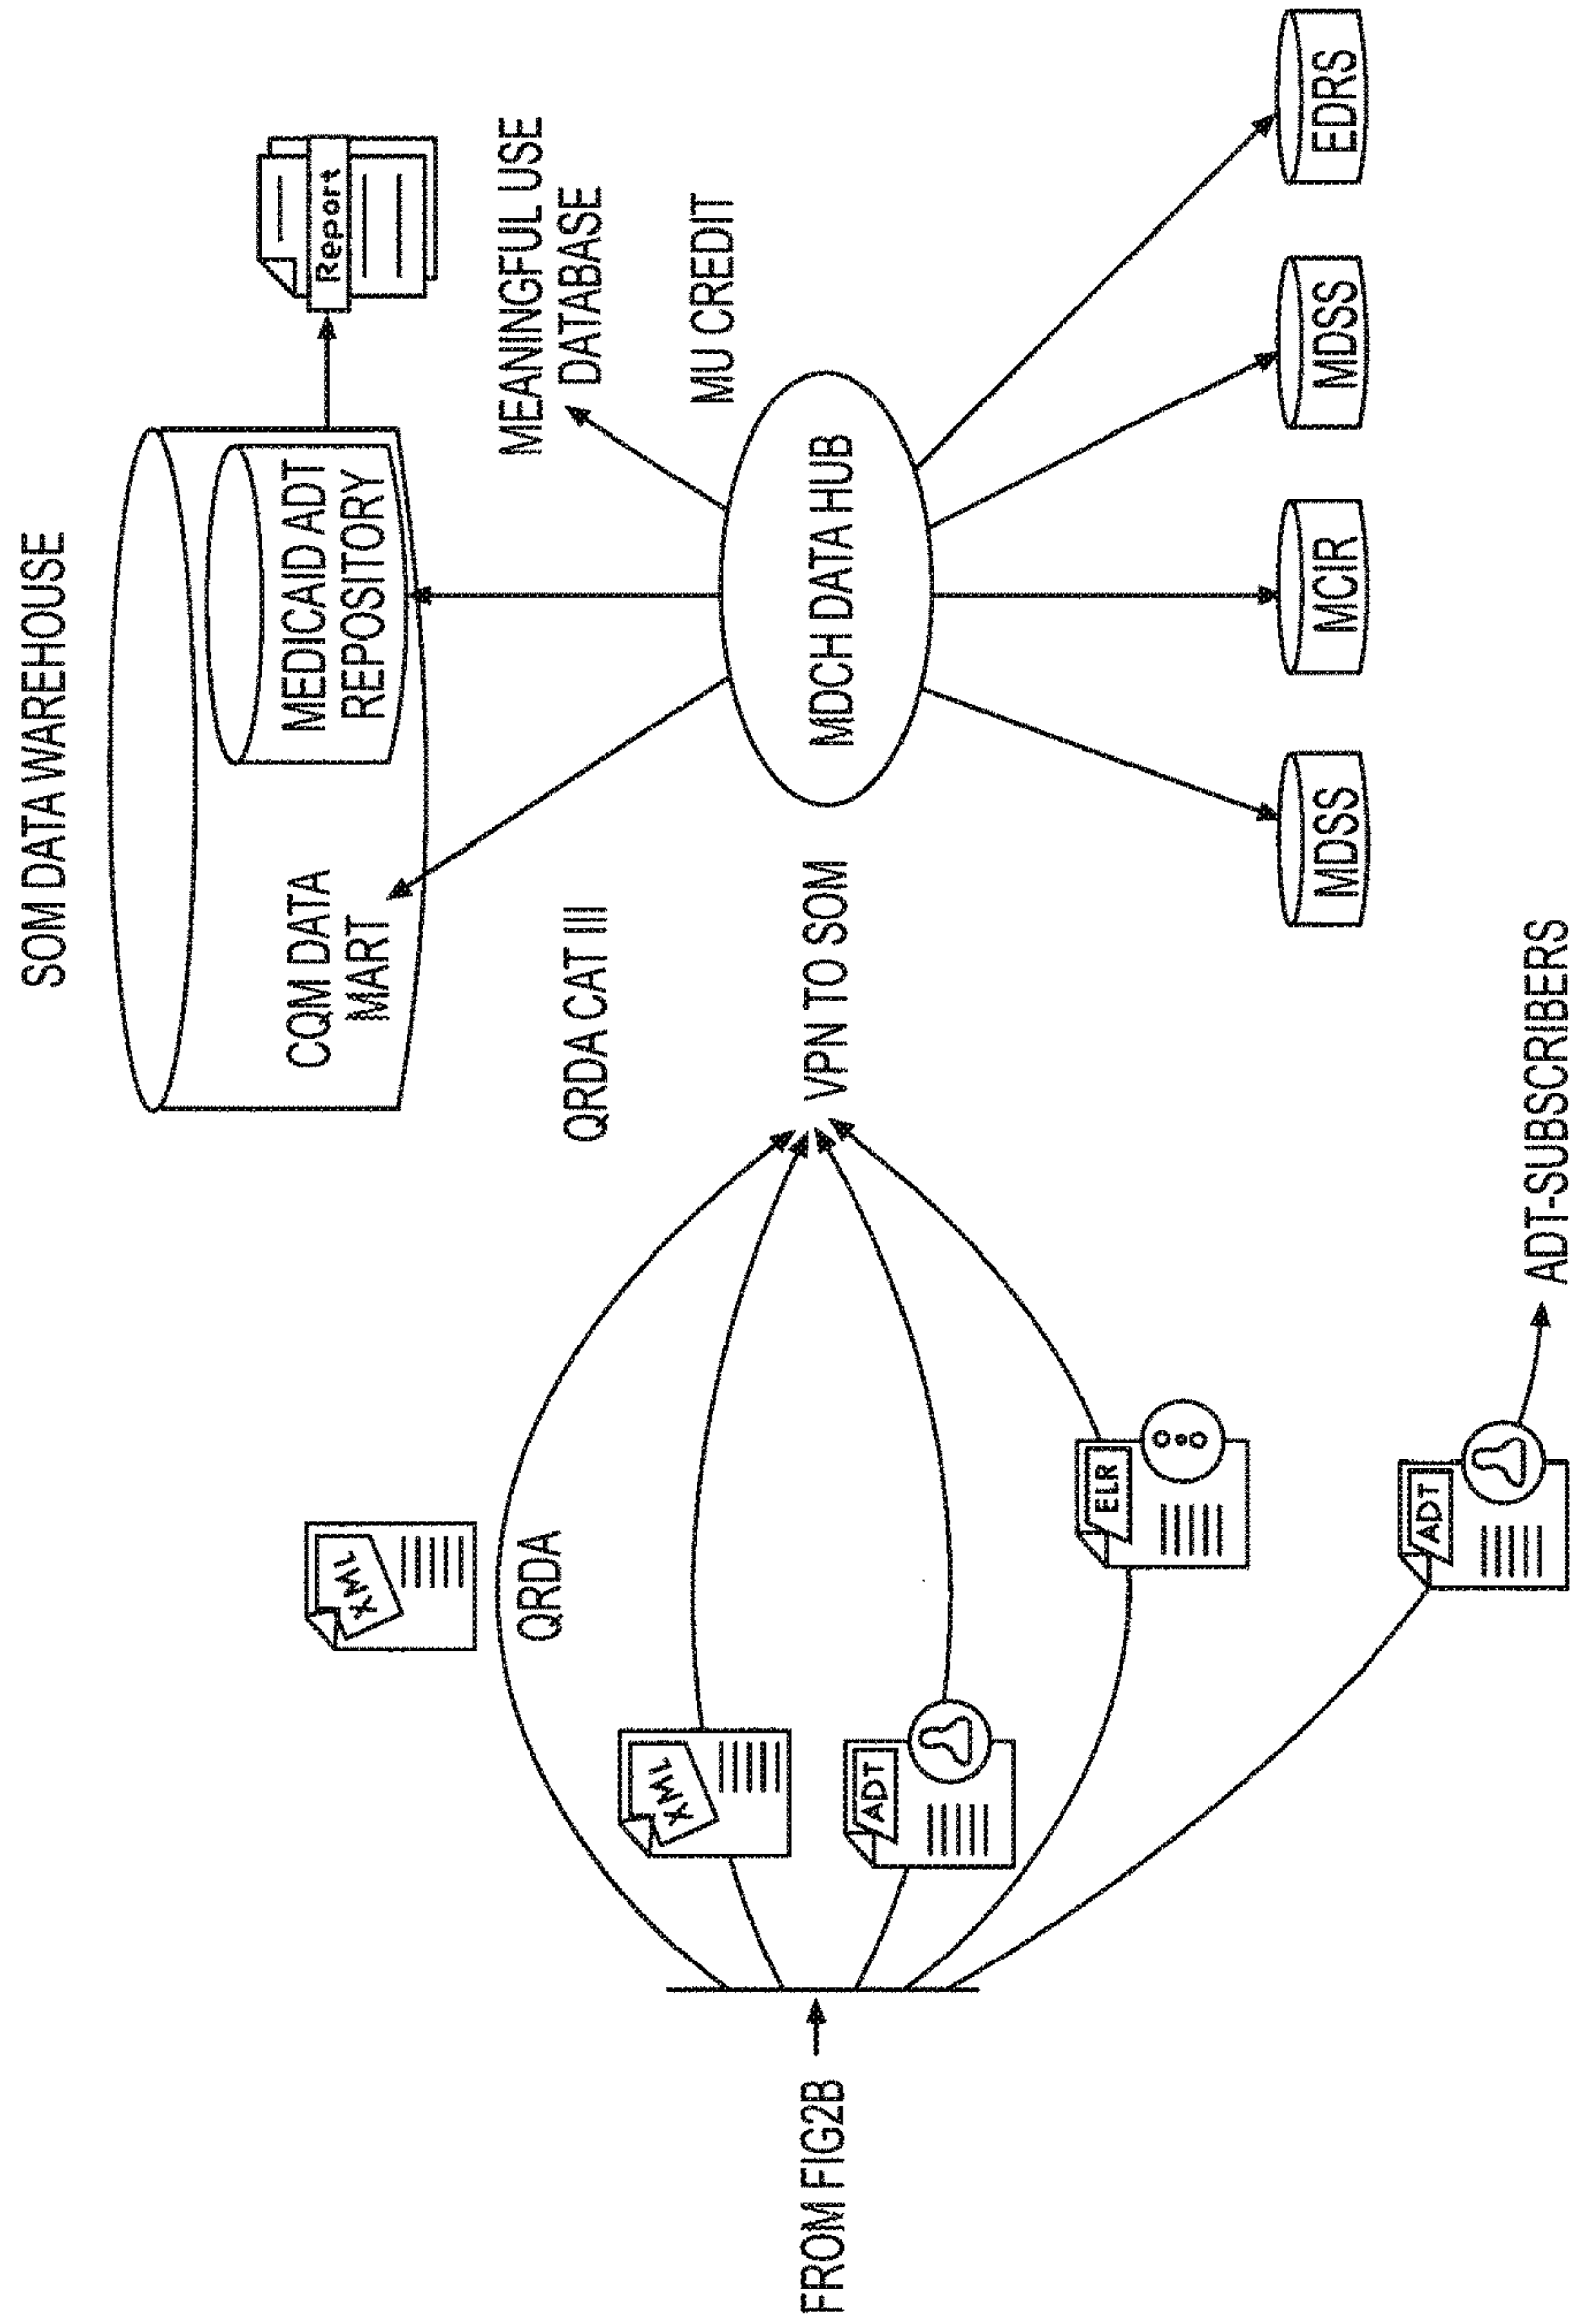 SOM DATA WAREHOUSE
CQM DATA
MART
MEDICAID ADT
REPOSITORY
Report
MEANINGFUL USE
DATABASE
QRDA CAT III
MU CREDIT
XML
QRDA
XML
FROM FIG2B
VPN TO SOM
MDCH DATA HUB
ADT
ELR
MDSS
MCIR
MDSS
EDRS
ADT
ADT-SUBSCRIBERS